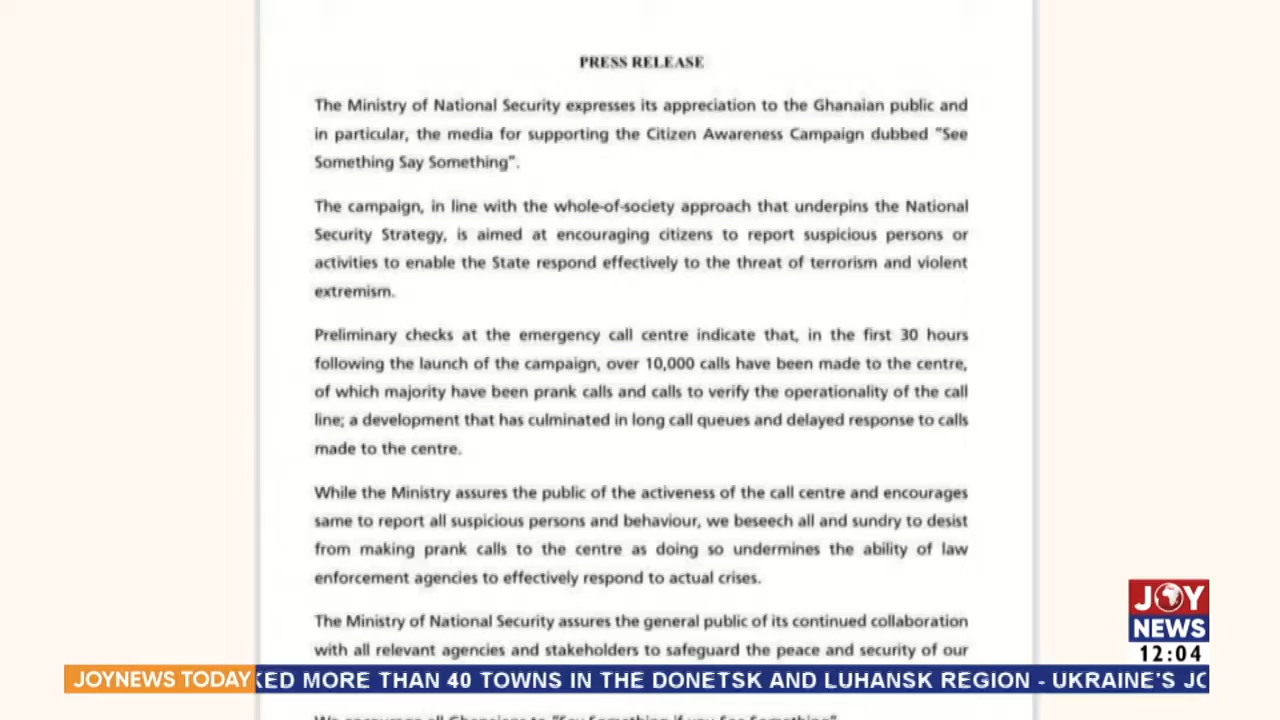 PRESS RELEASE
The Ministry of National Security expresses its appreciation to the Ghanaian public and
in particular, the media for supporting the Citizen Awareness Campaign dubbed "See
Something Say Something".
The campaign, in line with the whole-of-society approach that underpins the National
Security Strategy, is aimed at encouraging citizens to report suspicious persons or
activities to enable the State respond effectively to the threat of terrorism and violent
extremism.
Preliminary checks at the emergency call centre indicate that, in the first 30 hours
following the launch of the campaign, over 10,000 calls have been made to the centre,
of which majority have been prank calls and calls to verify the operationality of the call
line; a development that has culminated in long call queues and delayed response to calls
made to the centre.
While the Ministry assures the public of the activeness of the call centre and encourages
same to report all suspicious persons and behaviour, we beseech all and sundry to desist
from making prank calls to the centre as doing so undermines the ability of law
enforcement agencies to effectively respond to actual crises.
The Ministry of National Security assures the general public of its continued collaboration
with all relevant agencies and stakeholders to safeguard the peace and security of our
JOY
NEWS
12:04
JOYNEWS TODAY
KED MORE THAN 40 TOWNS IN THE DONETSK AND LUHANSK REGION - UKRAINE'S JO
We encourage all Ghanaians to "Say Something if you See Something"